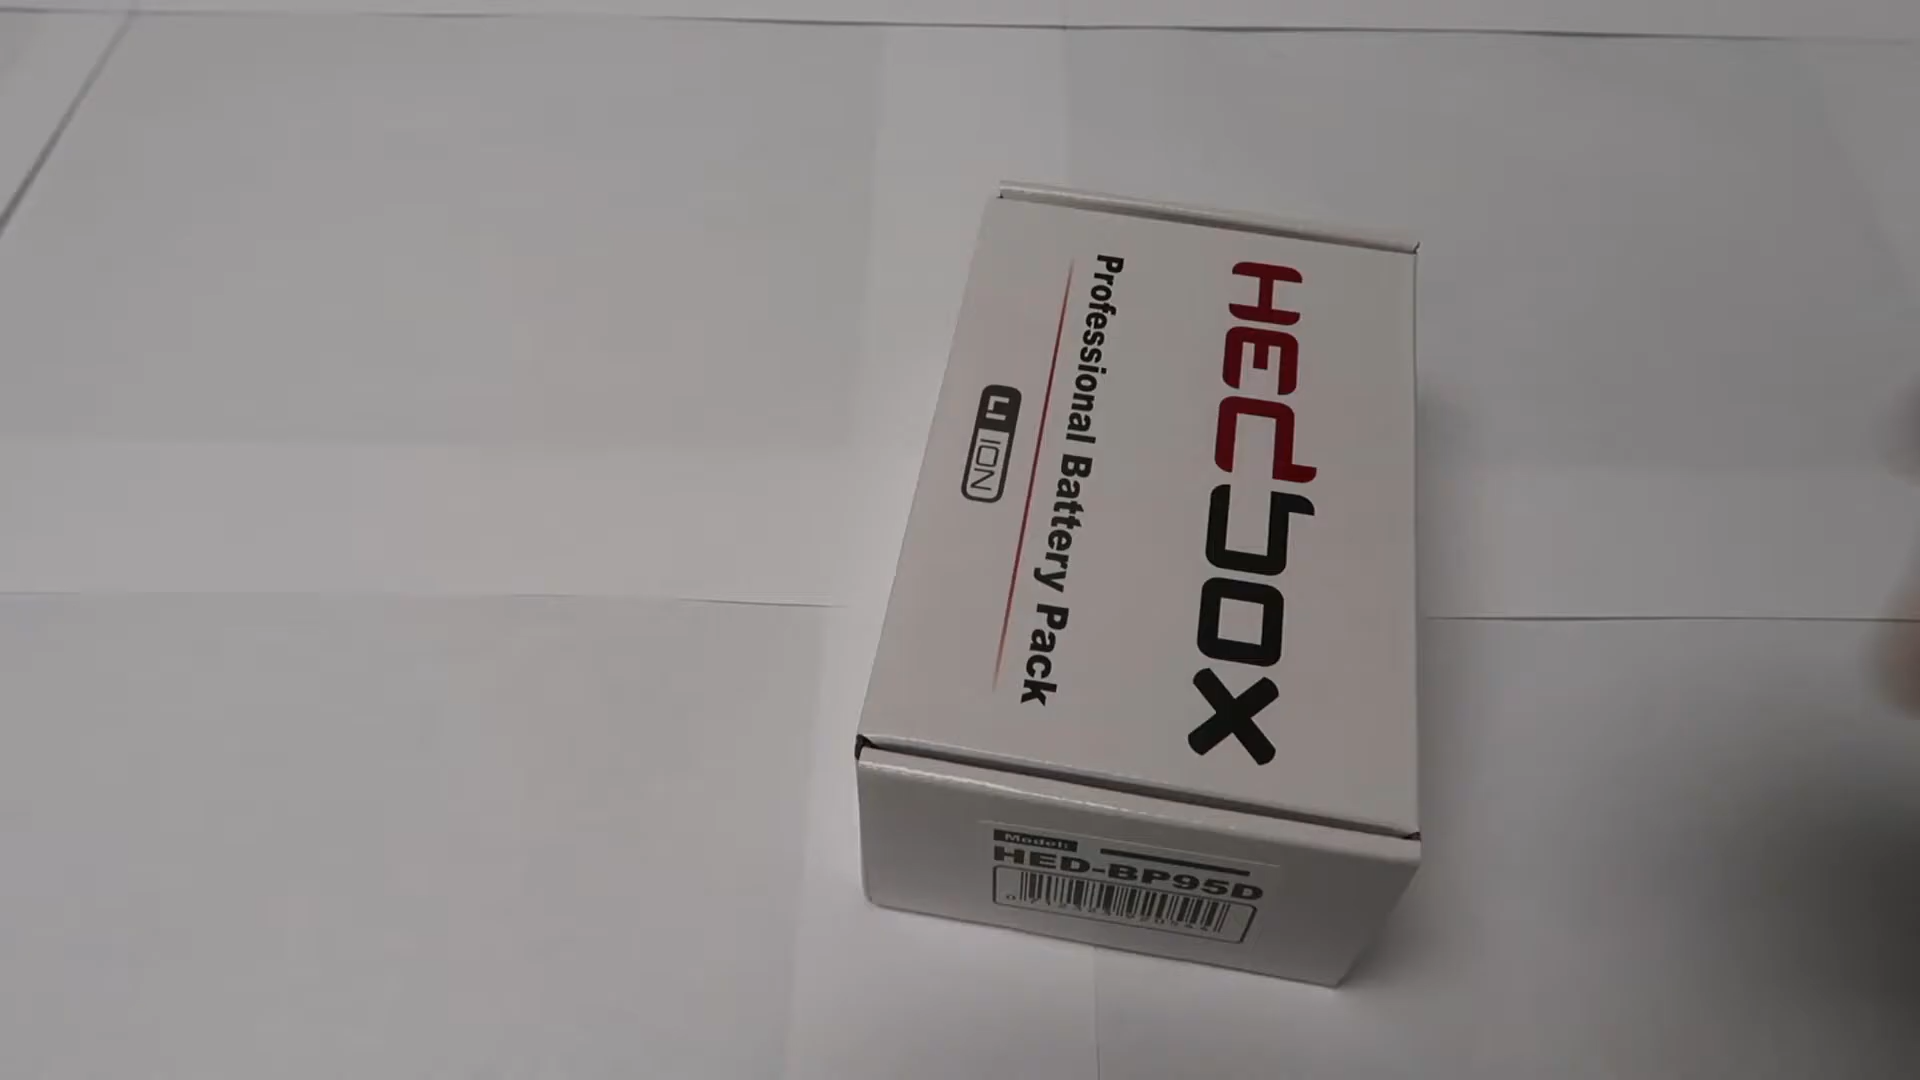 HEDBOX
Professional Battery Pack
LI ION
Model:
HED-BP95D